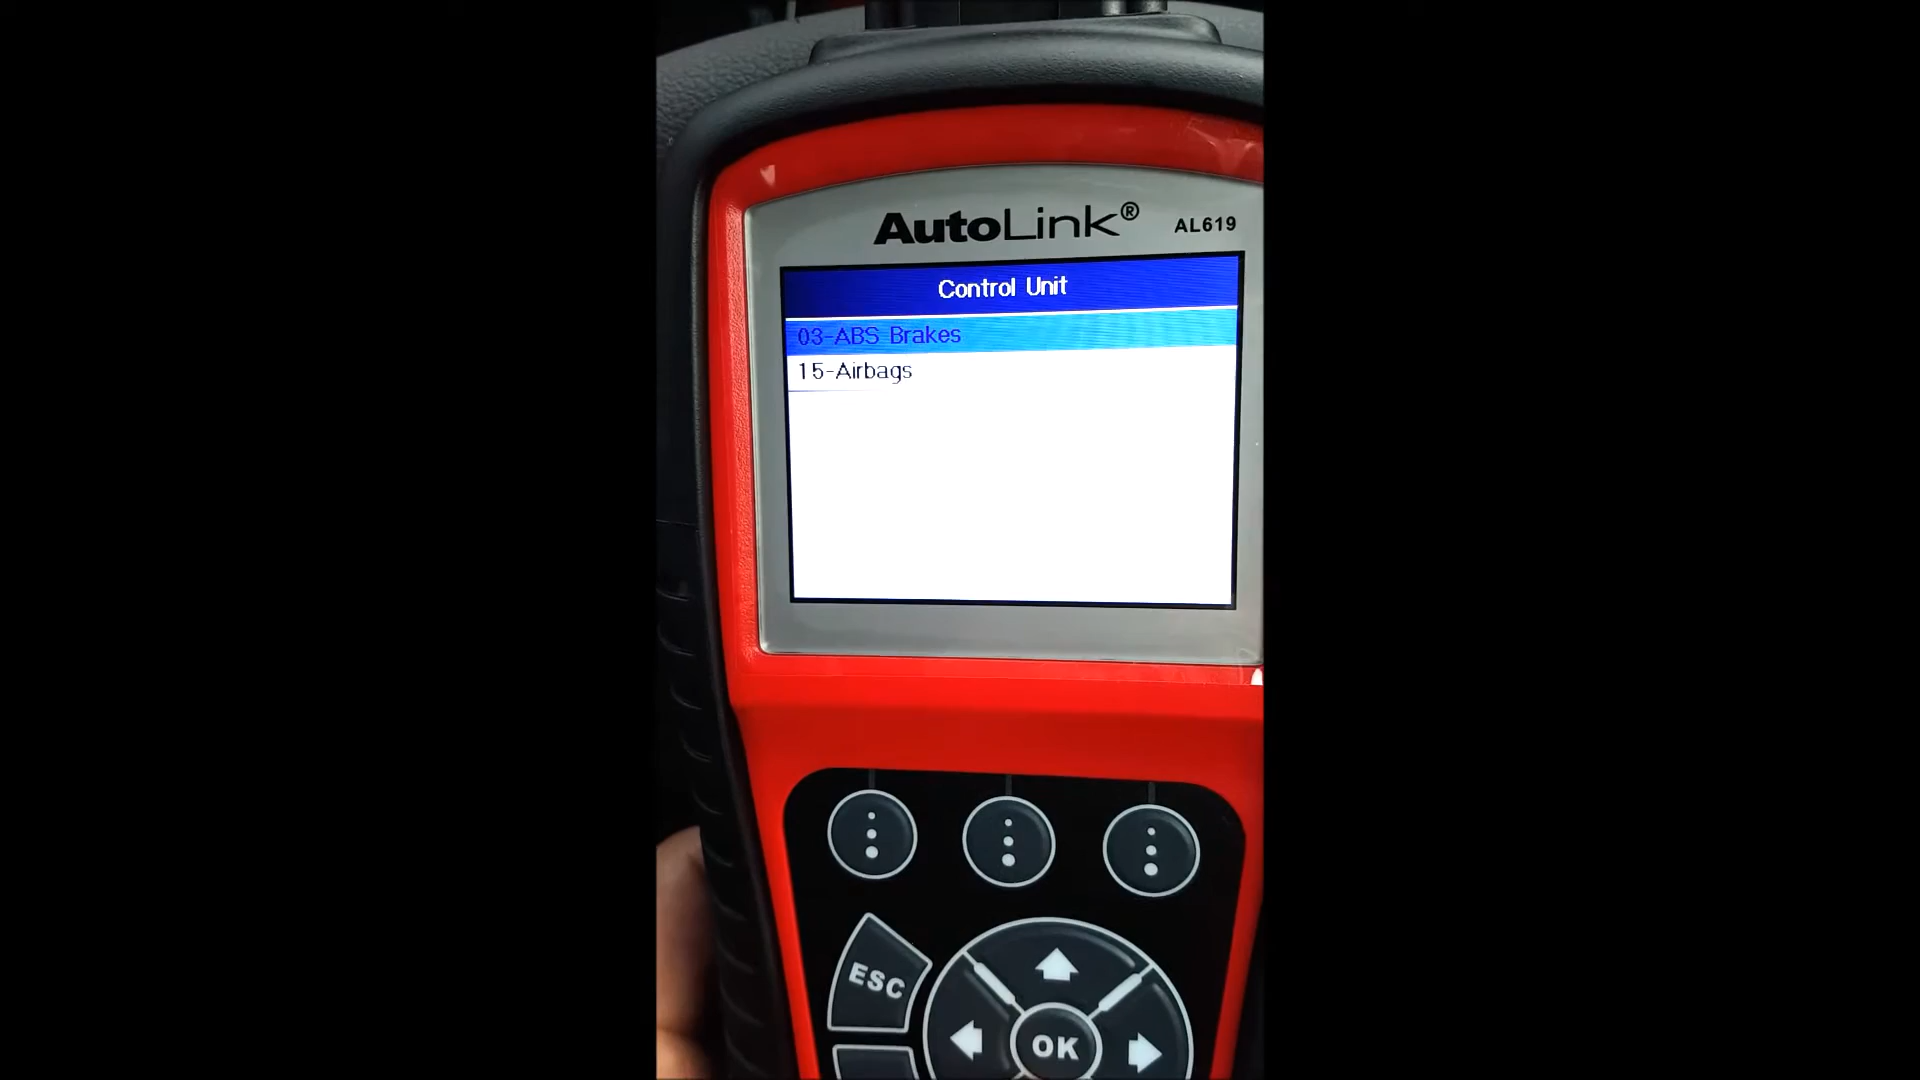 AutoLink® AL619
Control Unit
03-ABS Brakes
15-Airbags
ESC
OK